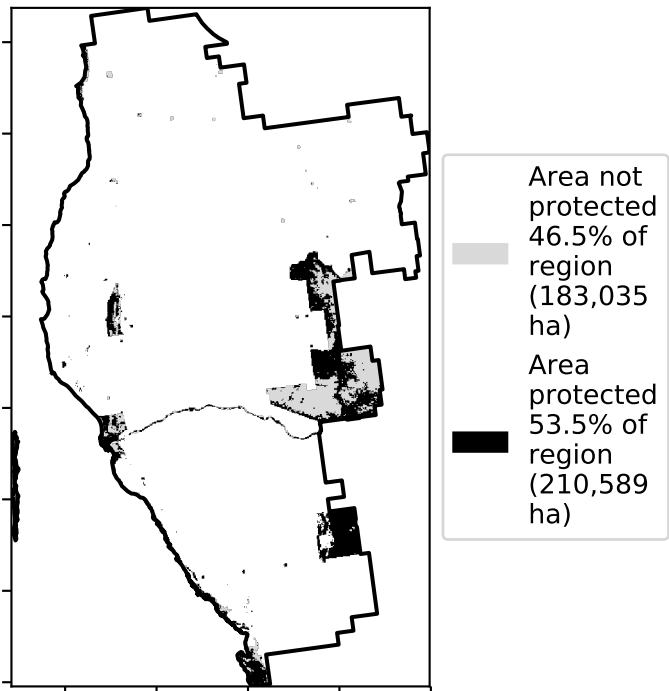 Area not
protected
46.5% of
region
(183,035
ha)
Area
protected
53.5% of
region
(210,589
ha)